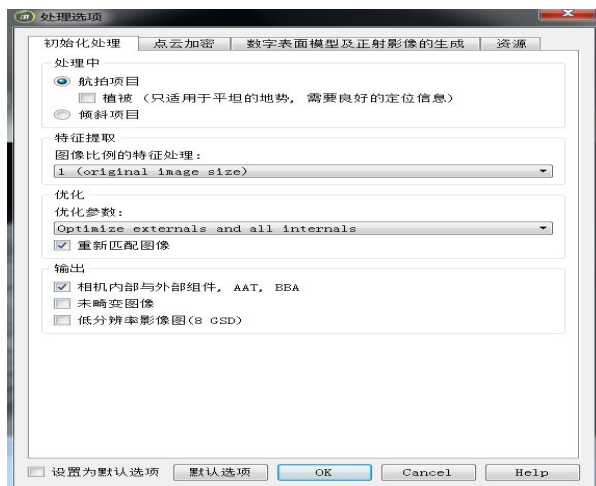 处理选项
初始化处理 点云加密 数字表面模型及正射影像的生成 资源
处理中
航拍项目
植被 (只适用于平坦的地势, 需要良好的定位信息)
倾斜项目
特征提取
图像比例的特征处理:
1 (original image size)
优化
优化参数:
Optimize externals and all internals
重新匹配图像
输出
相机内部与外部组件, AAT, BBA
未畸变图像
低分辨率影像图(8 GSD)
设置为默认选项 默认选项 OK Cancel Help